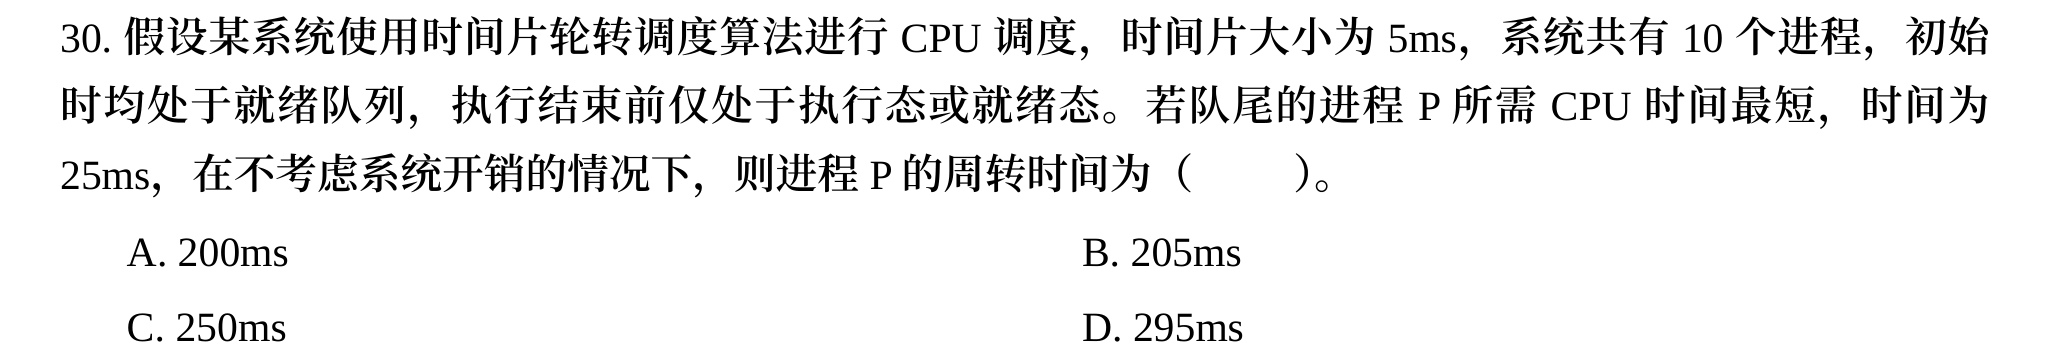 30. 假设某系统使用时间片轮转调度算法进行 CPU 调度，时间片大小为 5ms，系统共有 10 个进程，初始
时均处于就绪队列，执行结束前仅处于执行态或就绪态。若队尾的进程 P 所需 CPU 时间最短，时间为
25ms，在不考虑系统开销的情况下，则进程 P 的周转时间为（　　）。
A. 200ms
B. 205ms
C. 250ms
D. 295ms